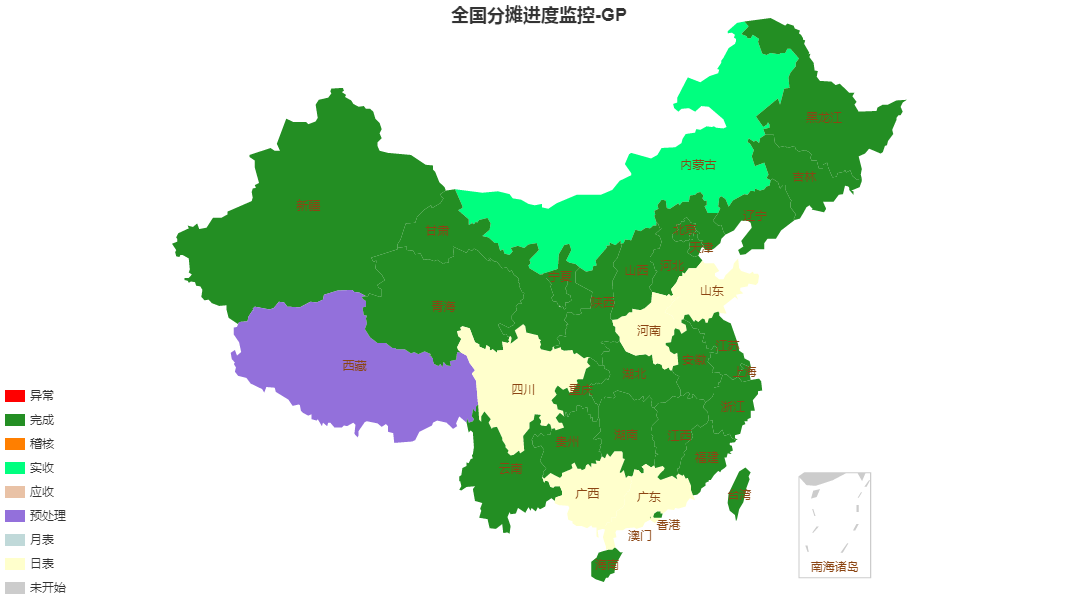 全国分摊进度监控-GP
黑龙江
内蒙古
吉林
新疆
辽宁
甘肃
北京
天津
河北
山西
宁夏
山东
陕西
青海
河南
江苏
安徽
西藏
上海
湖北
四川
重庆
浙江
湖南
江西
贵州
福建
云南
广西
广东
台湾
香港
澳门
海南
南海诸岛
异常
完成
稽核
实收
应收
预处理
月表
日表
未开始